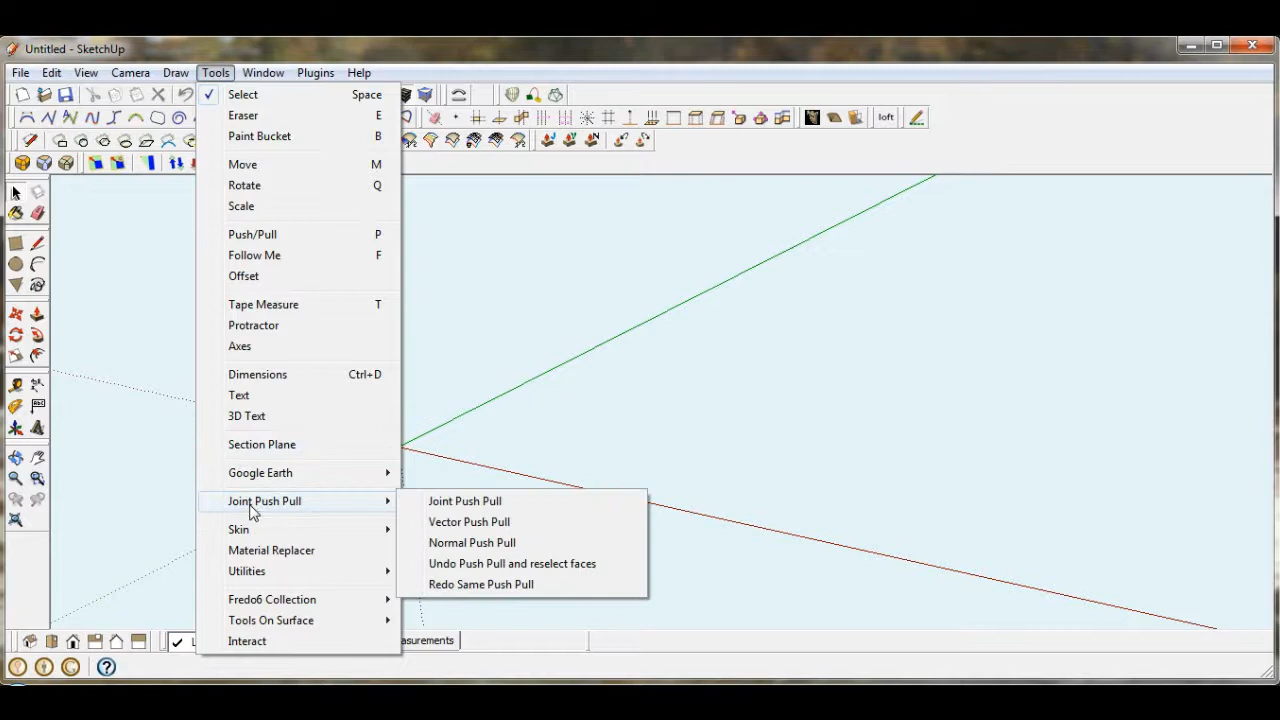 Untitled - SketchUp
File Edit View Camera Draw Tools Window Plugins Help
Select Space
Eraser E
Paint Bucket B
Move M
Rotate Q
Scale
Push/Pull P
Follow Me F
Offset
Tape Measure T
Protractor
Axes
Dimensions Ctrl+D
Text
3D Text
Section Plane
Google Earth
Joint Push Pull
Skin
Material Replacer
Utilities
Fredo6 Collection
Tools On Surface
Interact
Joint Push Pull
Vector Push Pull
Normal Push Pull
Undo Push Pull and reselect faces
Redo Same Push Pull
loft
asurements